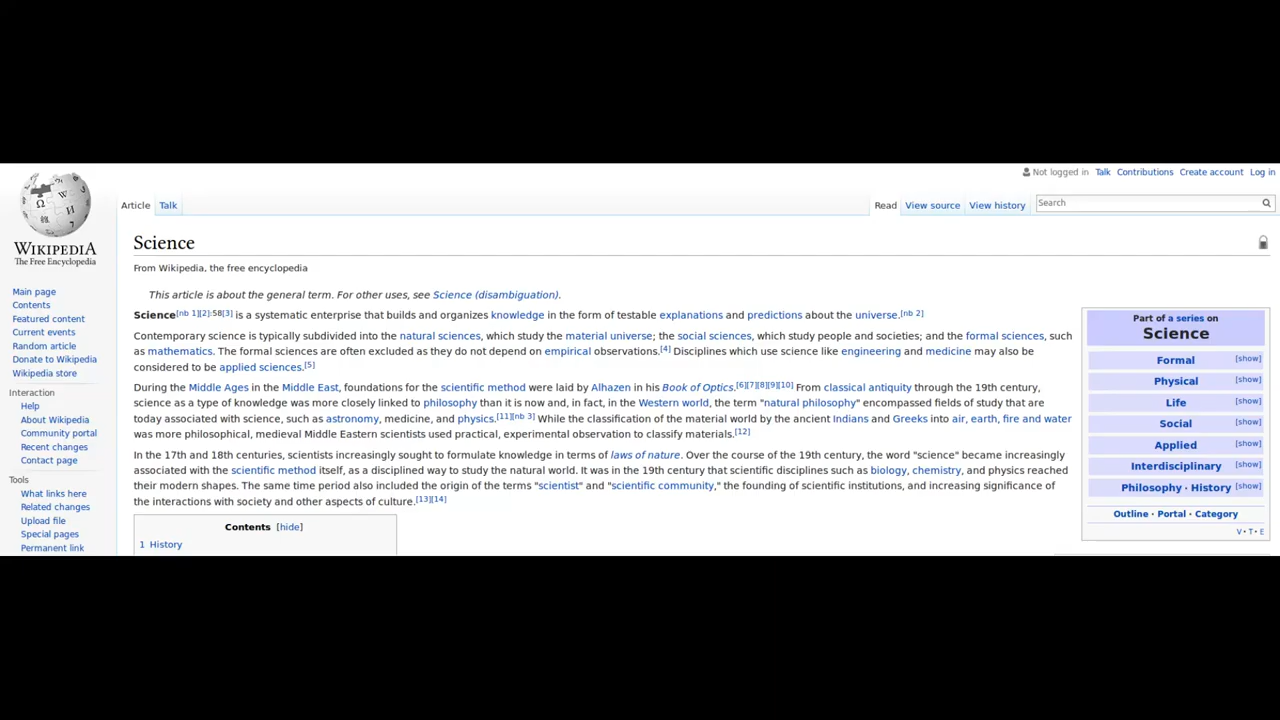 Not logged in Talk Contributions Create account Log in
Article Talk Read View source View history Search
WIKIPEDIA
The Free Encyclopedia
Main page
Contents
Featured content
Current events
Random article
Donate to Wikipedia
Wikipedia store
Interaction
Help
About Wikipedia
Community portal
Recent changes
Contact page
Tools
What links here
Related changes
Upload file
Special pages
Permanent link
Science
From Wikipedia, the free encyclopedia
This article is about the general term. For other uses, see Science (disambiguation).
Science[nb 1][2]:58[3] is a systematic enterprise that builds and organizes knowledge in the form of testable explanations and predictions about the universe.[nb 2]
Contemporary science is typically subdivided into the natural sciences, which study the material universe; the social sciences, which study people and societies; and the formal sciences, such
as mathematics. The formal sciences are often excluded as they do not depend on empirical observations.[4] Disciplines which use science like engineering and medicine may also be
considered to be applied sciences.[5]
During the Middle Ages in the Middle East, foundations for the scientific method were laid by Alhazen in his Book of Optics.[6][7][8][9][10] From classical antiquity through the 19th century,
science as a type of knowledge was more closely linked to philosophy than it is now and, in fact, in the Western world, the term "natural philosophy" encompassed fields of study that are
today associated with science, such as astronomy, medicine, and physics.[11][nb 3] While the classification of the material world by the ancient Indians and Greeks into air, earth, fire and water
was more philosophical, medieval Middle Eastern scientists used practical, experimental observation to classify materials.[12]
In the 17th and 18th centuries, scientists increasingly sought to formulate knowledge in terms of laws of nature. Over the course of the 19th century, the word "science" became increasingly
associated with the scientific method itself, as a disciplined way to study the natural world. It was in the 19th century that scientific disciplines such as biology, chemistry, and physics reached
their modern shapes. The same time period also included the origin of the terms "scientist" and "scientific community," the founding of scientific institutions, and increasing significance of
the interactions with society and other aspects of culture.[13][14]
Contents [hide]
1 History
Part of a series on
Science
Formal [show]
Physical [show]
Life [show]
Social [show]
Applied [show]
Interdisciplinary [show]
Philosophy · History [show]
Outline · Portal · Category
V · T · E